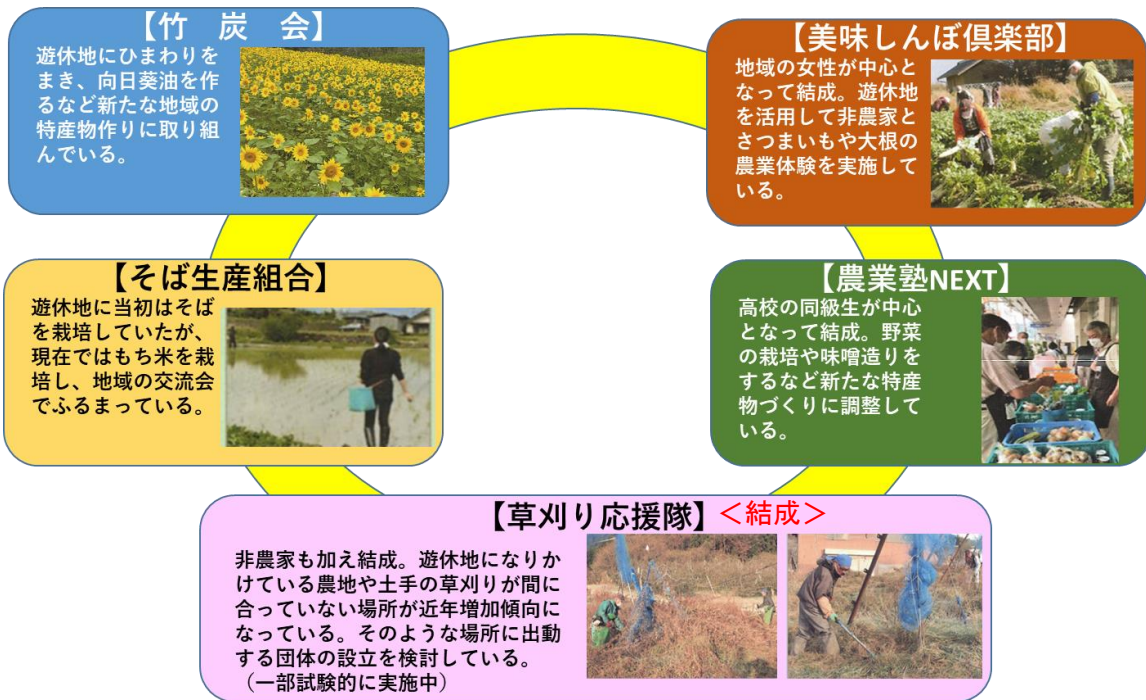 【竹 炭 会】
遊休地にひまわりを
まき、向日葵油を作
るなど新たな地域の
特産物作りに取り組
んでいる。
【美味しんぼ倶楽部】
地域の女性が中心と
なって結成。遊休地
を活用して非農家と
さつまいもや大根の
農業体験を実施して
いる。
【そば生産組合】
遊休地に当初はそば
を栽培していたが、
現在ではもち米を栽
培し、地域の交流会
でふるまっている。
【農業塾NEXT】
高校の同級生が中心
となって結成。野菜
の栽培や味噌造りを
するなど新たな特産
物づくりに調整して
いる。
【草刈り応援隊】＜結成＞
非農家も加え結成。遊休地になりか
けている農地や土手の草刈りが間に
合っていない場所が近年増加傾向に
なっている。そのような場所に出動
する団体の設立を検討している。
（一部試験的に実施中）